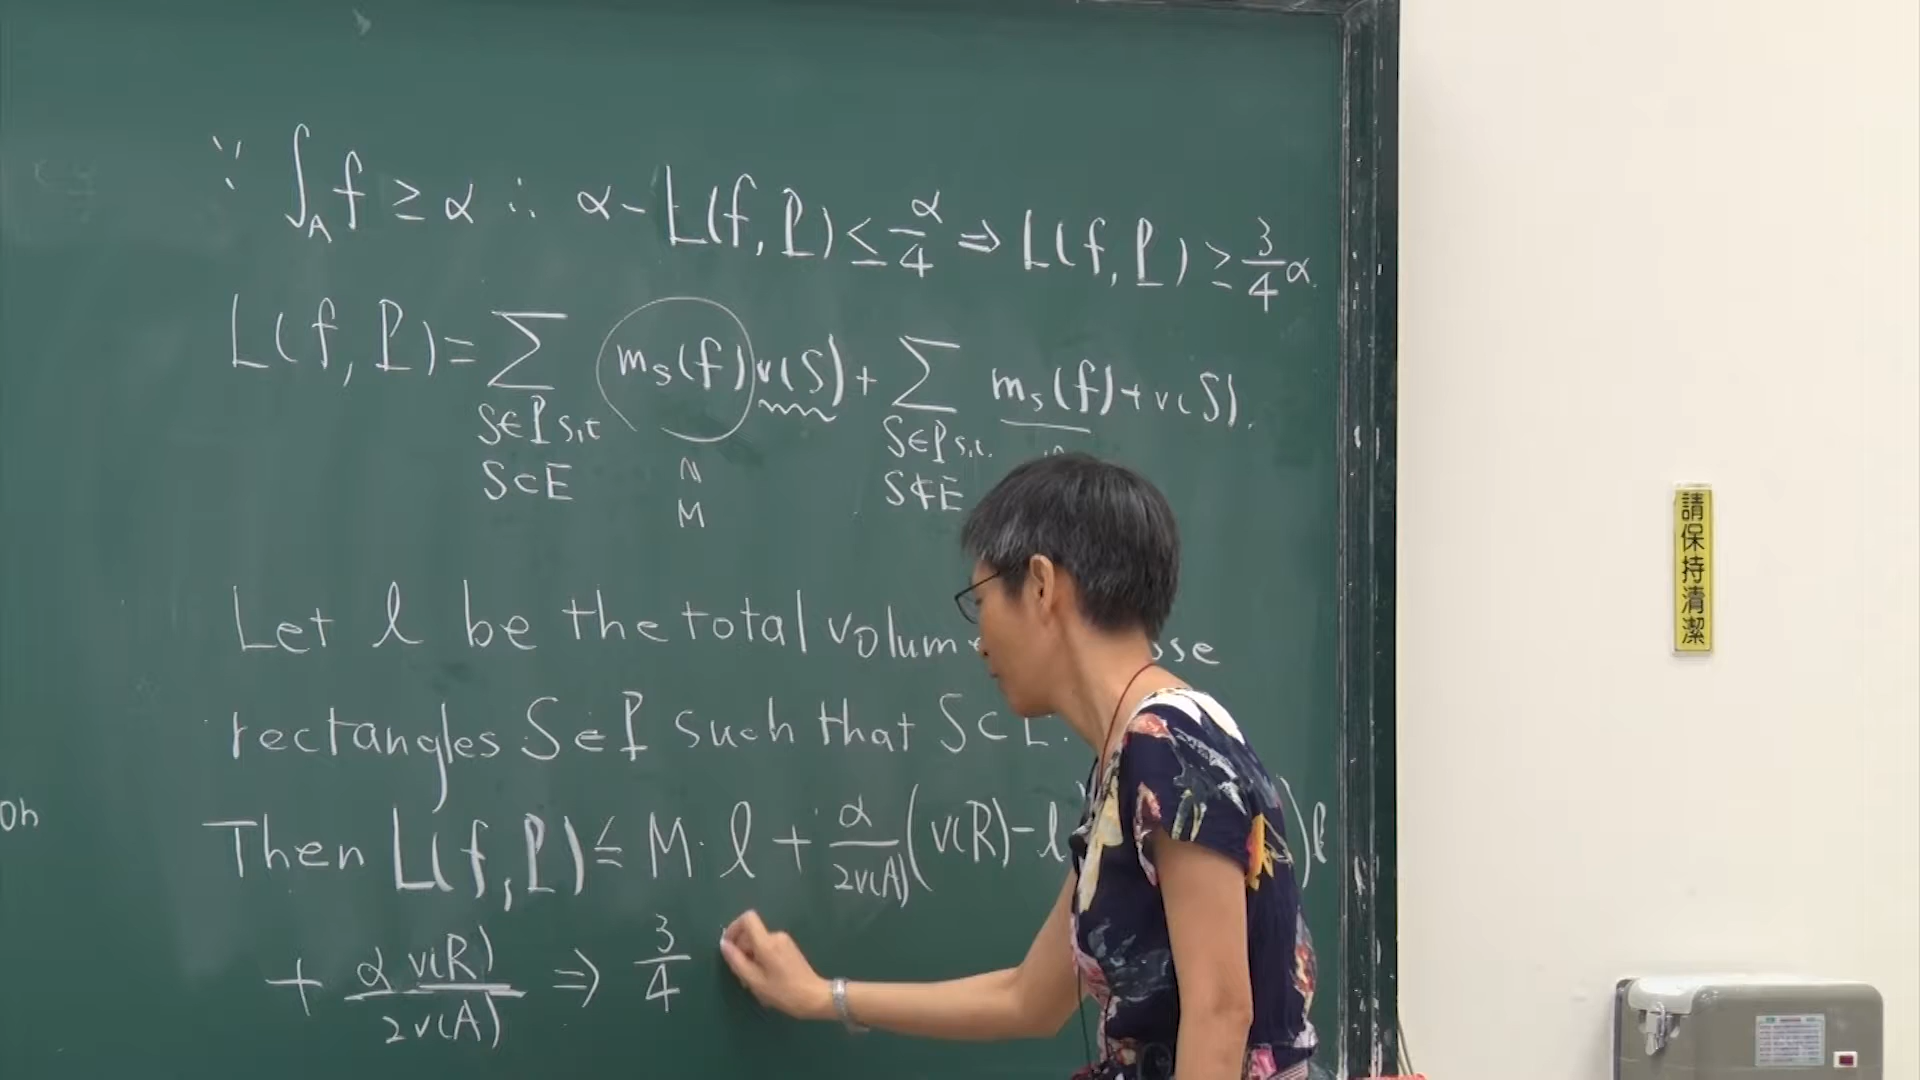 ∵ ∫_A f ≥ α ∴ α - L(f, P) ≤ α/4 ⇒ L(f, P) ≥ 3/4 α.
L(f, P) = ∑ m_s(f) v(S) + ∑ m_s(f) + v(S).
S∈P s,t S∈P s,t.
S⊂E S⊄E
∧
M
Let l be the total volum
rectangles S∈P such that S⊂E.
Then L(f, P) ≤ M · l + α/2v(A) (v(R) - l ) l
+ α v(R)/2v(A) ⇒ 3/4
oh
請保持清潔